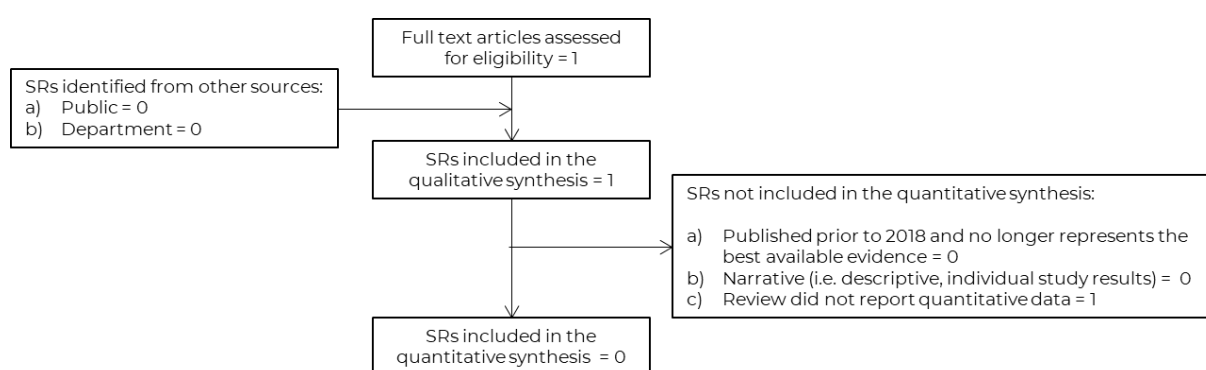 Full text articles assessed
for eligibility = 1
SRs identified from other sources:
a) Public = 0
b) Department = 0
SRs included in the
qualitative synthesis = 1
SRs not included in the quantitative synthesis:
a) Published prior to 2018 and no longer represents the
best available evidence = 0
b) Narrative (i.e. descriptive, individual study results) = 0
c) Review did not report quantitative data = 1
SRs included in the
quantitative synthesis = 0